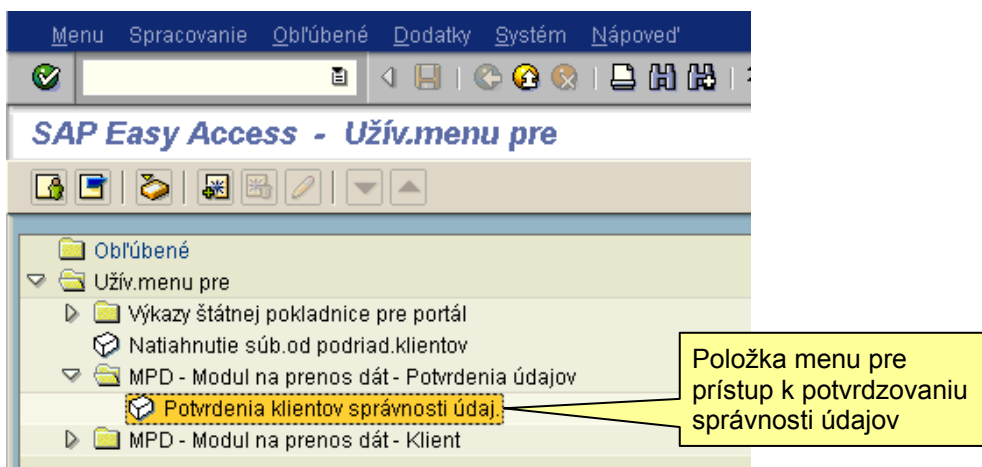 Menu Spracovanie Obľúbené Dodatky Systém Nápoveď
SAP Easy Access - Užív.menu pre
Obľúbené
Užív.menu pre
Výkazy štátnej pokladnice pre portál
Natiahnutie súb.od podriad.klientov
MPD - Modul na prenos dát - Potvrdenia údajov
Potvrdenia klientov správnosti údaj.
MPD - Modul na prenos dát - Klient
Položka menu pre
prístup k potvrdzovaniu
správnosti údajov